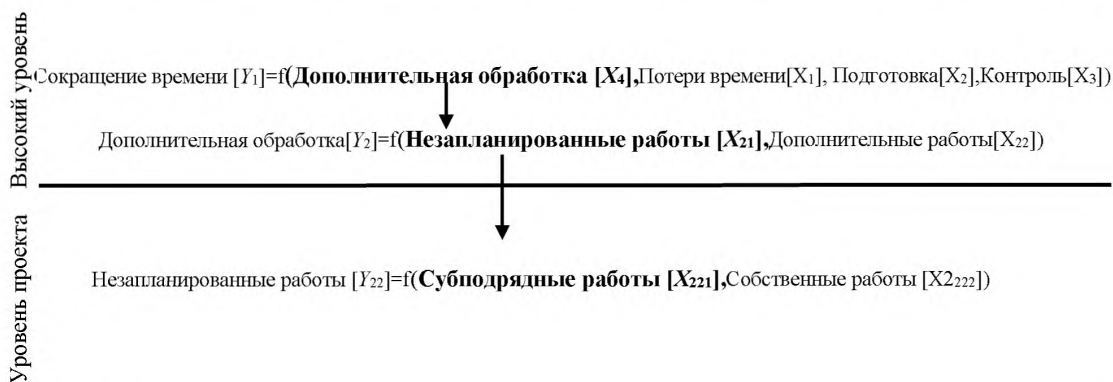 Высокий уровень
Сокращение времени [Y₁]=f(Дополнительная обработка [X₄],Потери времени[X₁], Подготовка[X₂],Контроль[X₃])
Дополнительная обработка[Y₂]=f(Незапланированные работы [X₂₁],Дополнительные работы[X₂₂])
Уровень проекта
Незапланированные работы [Y₂₂]=f(Субподрядные работы [X₂₂₁],Собственные работы [X2₂₂₂])